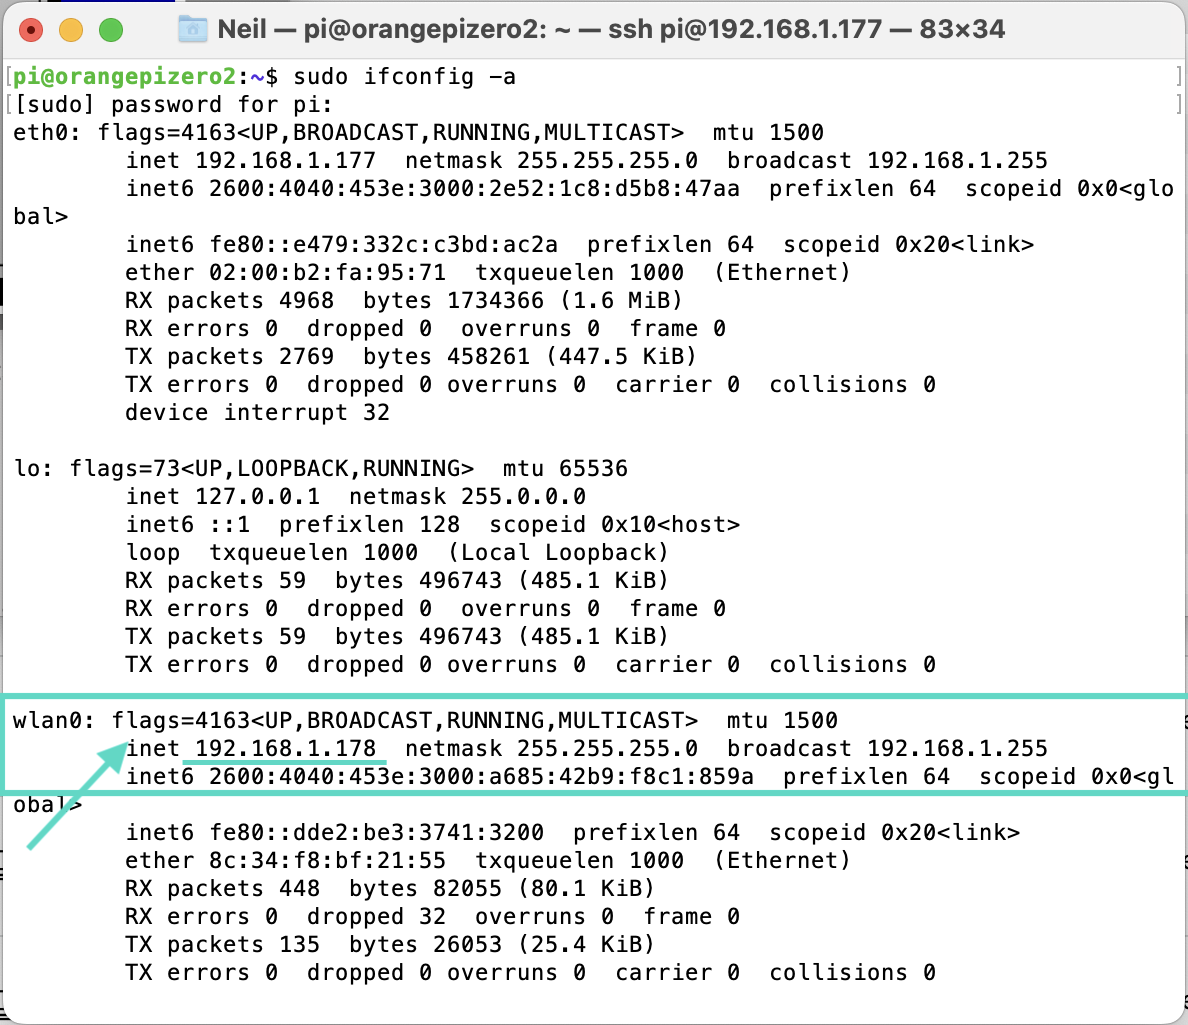 Neil — pi@orangepizero2: ~ — ssh pi@192.168.1.177 — 83×34
[pi@orangepizero2:~$ sudo ifconfig -a ]
[[sudo] password for pi: ]
eth0: flags=4163<UP,BROADCAST,RUNNING,MULTICAST>  mtu 1500
        inet 192.168.1.177  netmask 255.255.255.0  broadcast 192.168.1.255
        inet6 2600:4040:453e:3000:2e52:1c8:d5b8:47aa  prefixlen 64  scopeid 0x0<glo
bal>
        inet6 fe80::e479:332c:c3bd:ac2a  prefixlen 64  scopeid 0x20<link>
        ether 02:00:b2:fa:95:71  txqueuelen 1000  (Ethernet)
        RX packets 4968  bytes 1734366 (1.6 MiB)
        RX errors 0  dropped 0  overruns 0  frame 0
        TX packets 2769  bytes 458261 (447.5 KiB)
        TX errors 0  dropped 0 overruns 0  carrier 0  collisions 0
        device interrupt 32
lo: flags=73<UP,LOOPBACK,RUNNING>  mtu 65536
        inet 127.0.0.1  netmask 255.0.0.0
        inet6 ::1  prefixlen 128  scopeid 0x10<host>
        loop  txqueuelen 1000  (Local Loopback)
        RX packets 59  bytes 496743 (485.1 KiB)
        RX errors 0  dropped 0  overruns 0  frame 0
        TX packets 59  bytes 496743 (485.1 KiB)
        TX errors 0  dropped 0 overruns 0  carrier 0  collisions 0
wlan0: flags=4163<UP,BROADCAST,RUNNING,MULTICAST>  mtu 1500
        inet 192.168.1.178  netmask 255.255.255.0  broadcast 192.168.1.255
        inet6 2600:4040:453e:3000:a685:42b9:f8c1:859a  prefixlen 64  scopeid 0x0<gl
obal>
        inet6 fe80::dde2:be3:3741:3200  prefixlen 64  scopeid 0x20<link>
        ether 8c:34:f8:bf:21:55  txqueuelen 1000  (Ethernet)
        RX packets 448  bytes 82055 (80.1 KiB)
        RX errors 0  dropped 32  overruns 0  frame 0
        TX packets 135  bytes 26053 (25.4 KiB)
        TX errors 0  dropped 0 overruns 0  carrier 0  collisions 0